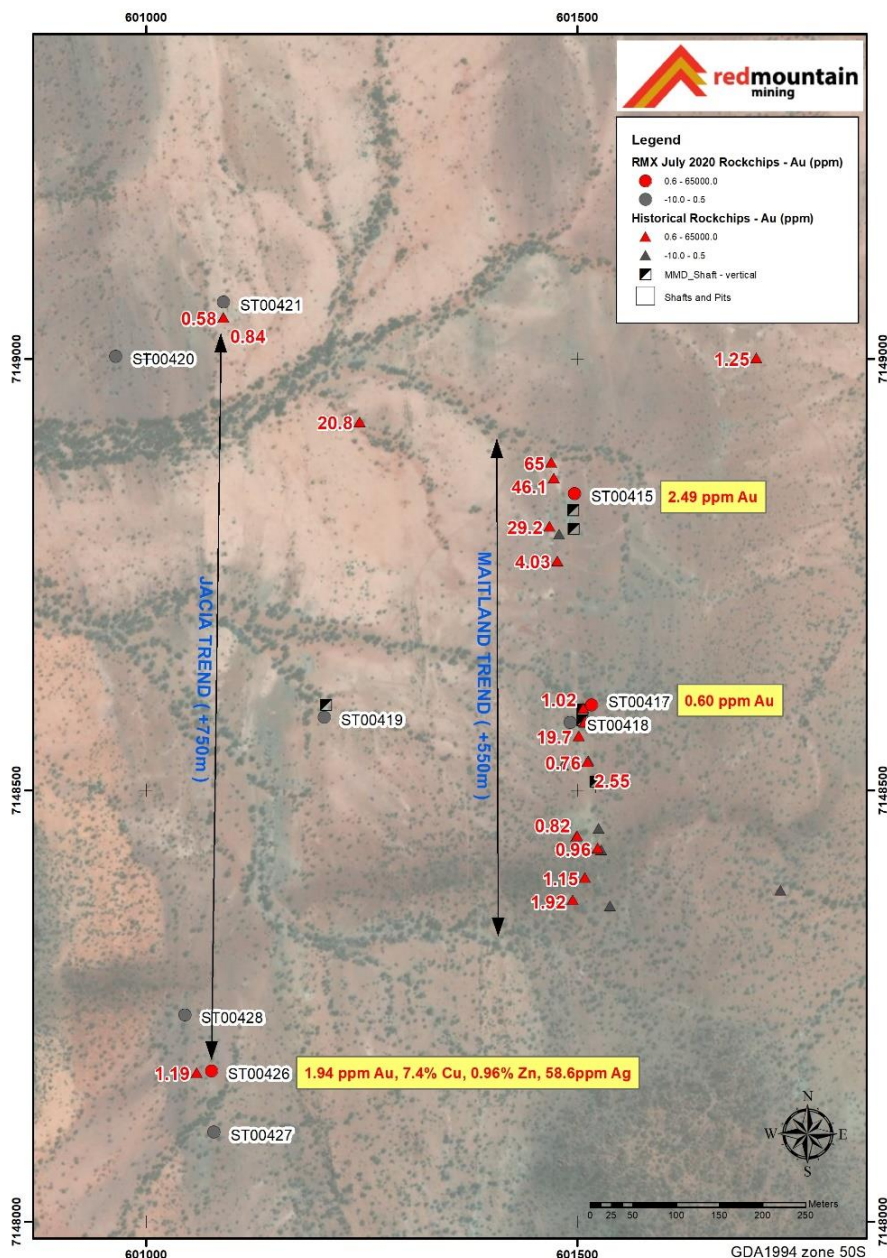 601000
601500
redmountain
mining
Legend
RMX July 2020 Rockchips - Au (ppm)
0.6 - 65000.0
-10.0 - 0.5
Historical Rockchips - Au (ppm)
0.6 - 65000.0
-10.0 - 0.5
MMD_Shaft - vertical
Shafts and Pits
ST00421
0.58
0.84
7149000
ST00420
1.25
7149000
20.8
65
46.1
ST00415
2.49 ppm Au
29.2
4.03
JACIA TREND ( +750m )
MAITLAND TREND ( +550m )
1.02
ST00417
0.60 ppm Au
ST00419
ST00418
19.7
0.76
2.55
7148500
7148500
0.82
0.96
1.15
1.92
ST00428
1.19
ST00426
1.94 ppm Au, 7.4% Cu, 0.96% Zn, 58.6ppm Ag
ST00427
N
W
E
S
Meters
0 25 50 100 150 200 250
7148000
7148000
601000
601500
GDA1994 zone 50S